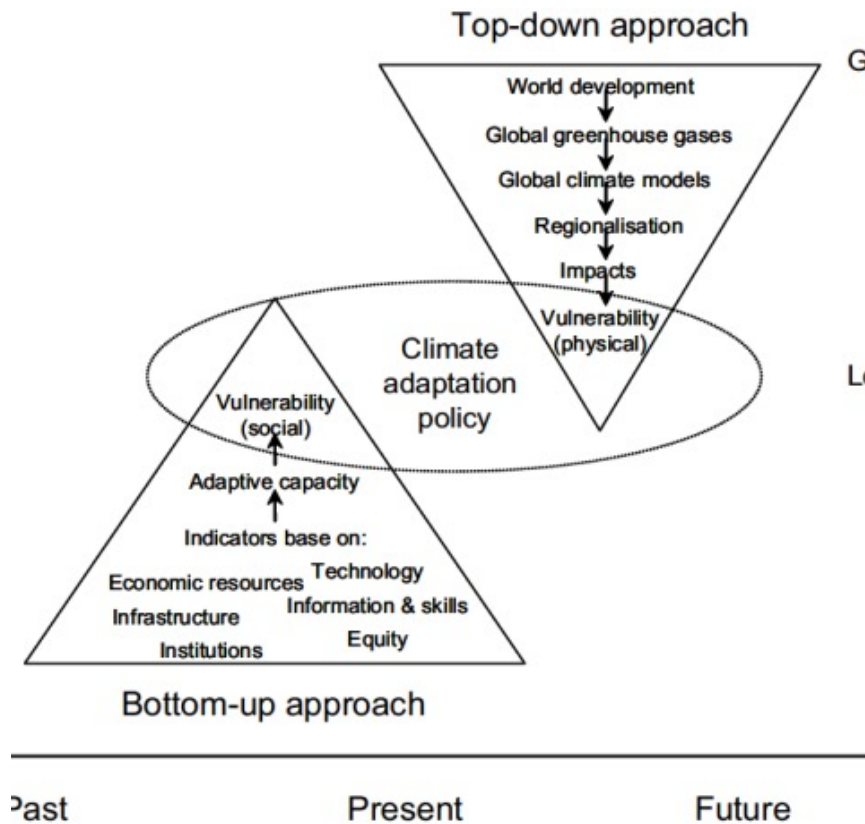 Top-down approach
G
World development
Global greenhouse gases
Global climate models
Regionalisation
Impacts
Vulnerability
(physical)
Climate
adaptation
policy
Vulnerability
(social)
Adaptive capacity
Indicators base on:
Economic resources
Technology
Infrastructure
Information & skills
Institutions
Equity
Bottom-up approach
Past
Present
Future